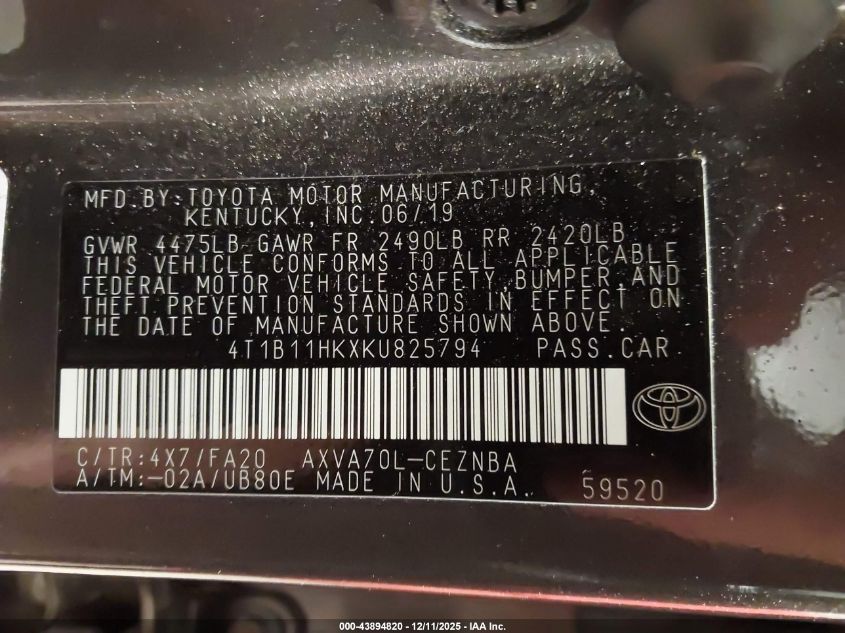 MFD. BY: TOYOTA MOTOR MANUFACTURING,
KENTUCKY, INC. 06/19
GVWR 4475LB GAWR FR 2490LB RR 2420LB
THIS VEHICLE CONFORMS TO ALL APPLICABLE
FEDERAL MOTOR VEHICLE SAFETY, BUMPER, AND
THEFT PREVENTION STANDARDS IN EFFECT ON
THE DATE OF MANUFACTURE SHOWN ABOVE.
4T1B11HKXKU825794 PASS. CAR
C/TR: 4X7/FA20 AXVA70L-CEZNBA
A/TM: -02A/UB80E MADE IN U.S.A. 59520
000-43894820 - 12/11/2025 - IAA Inc.